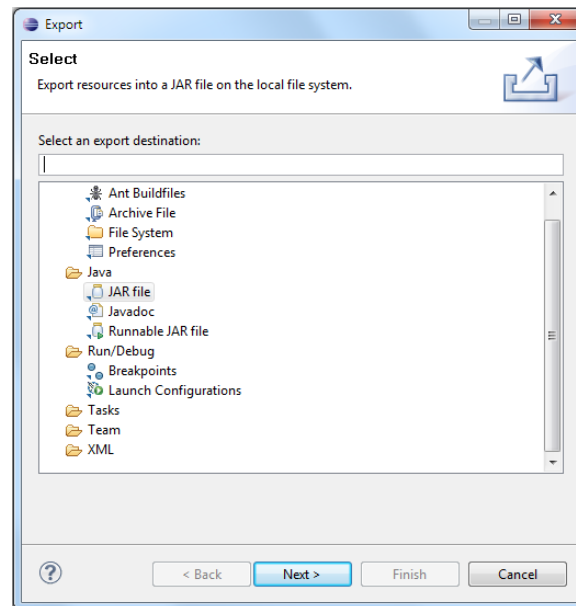 Export
Select
Export resources into a JAR file on the local file system.
Select an export destination:
Ant Buildfiles
Archive File
File System
Preferences
Java
JAR file
Javadoc
Runnable JAR file
Run/Debug
Breakpoints
Launch Configurations
Tasks
Team
XML
? < Back Next > Finish Cancel